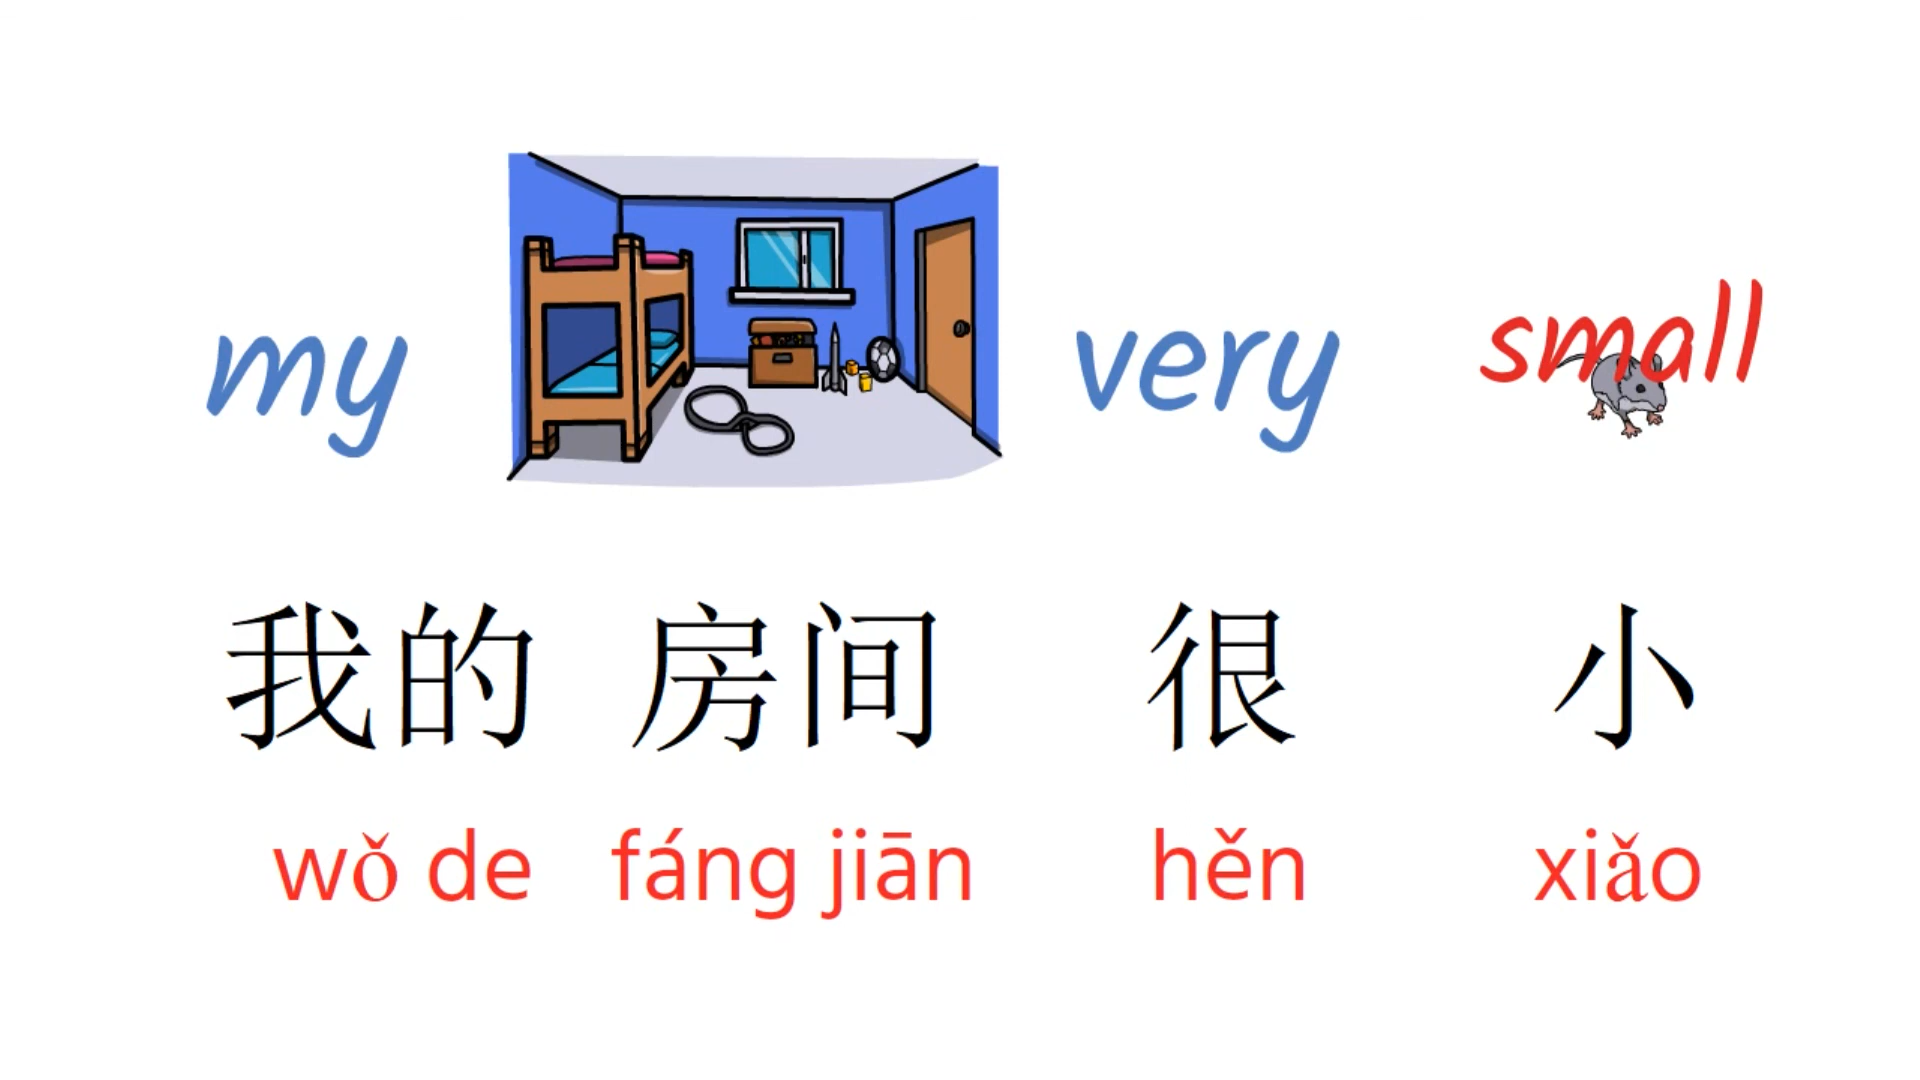 my very small
我的 房间 很 小
wǒ de fáng jiān hěn xiǎo